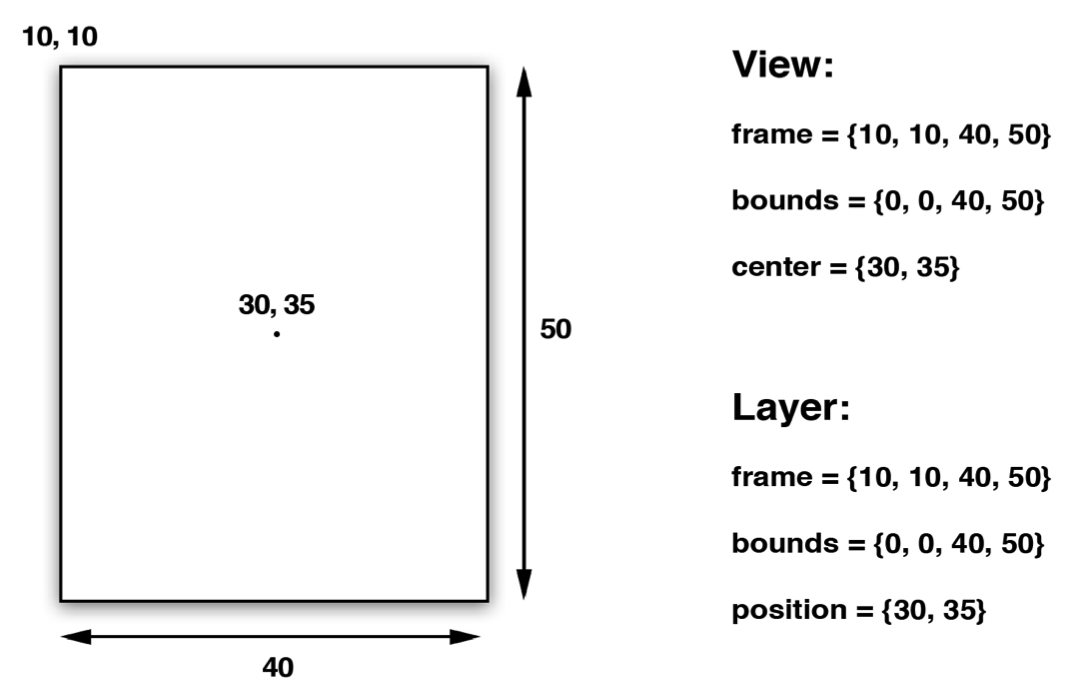 10, 10
30, 35
50
40
View:
frame = {10, 10, 40, 50}
bounds = {0, 0, 40, 50}
center = {30, 35}
Layer:
frame = {10, 10, 40, 50}
bounds = {0, 0, 40, 50}
position = {30, 35}